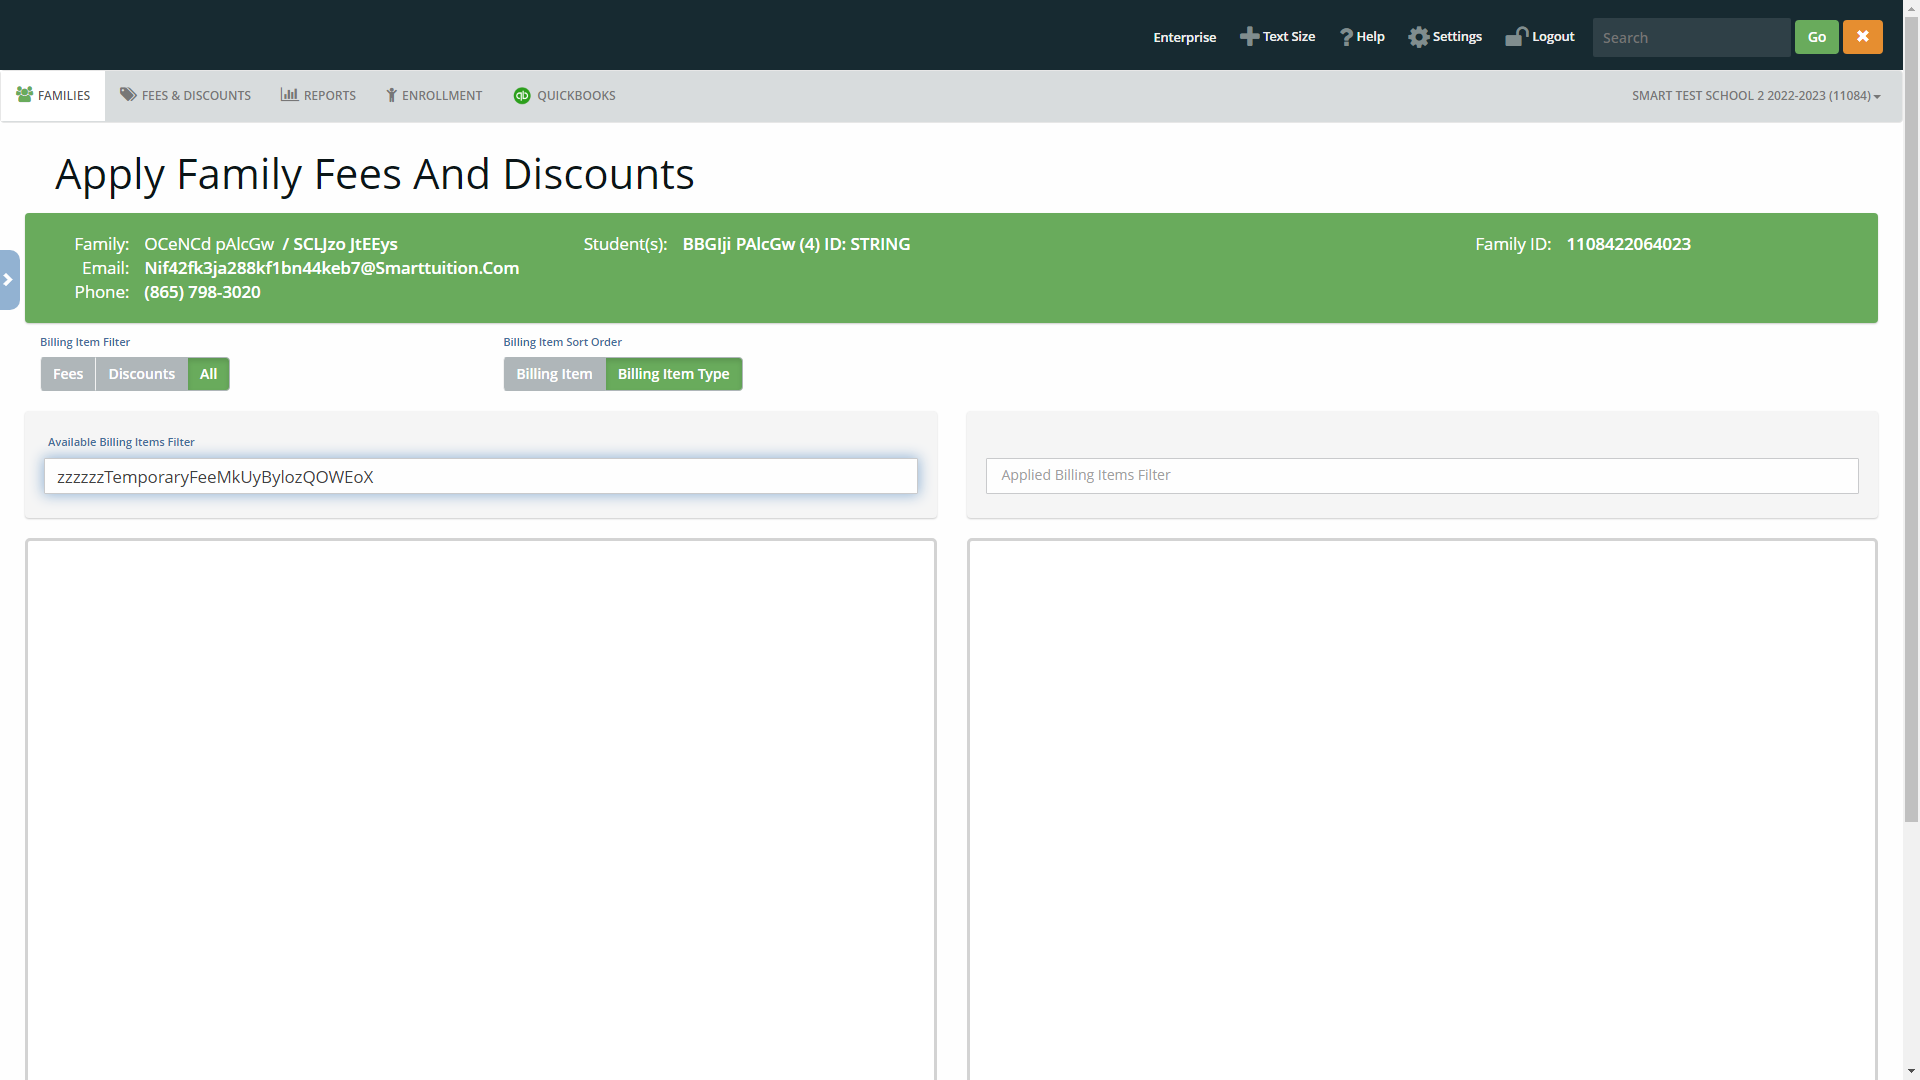 Enterprise
Text Size
Help
Settings
Logout
Search
Go
FAMILIES
FEES & DISCOUNTS
REPORTS
ENROLLMENT
qb QUICKBOOKS
SMART TEST SCHOOL 2 2022-2023 (11084)
Apply Family Fees And Discounts
Family: OCeNCd pAlcGw / SCLJzo JtEEys
Student(s): BBGIji PAlcGw (4) ID: STRING
Family ID: 1108422064023
Email: Nif42fk3ja288kf1bn44keb7@Smarttuition.Com
Phone: (865) 798-3020
Billing Item Filter
Fees Discounts All
Billing Item Sort Order
Billing Item Billing Item Type
Available Billing Items Filter
zzzzzzTemporaryFeeMkUyBylozQOWEoX
Applied Billing Items Filter